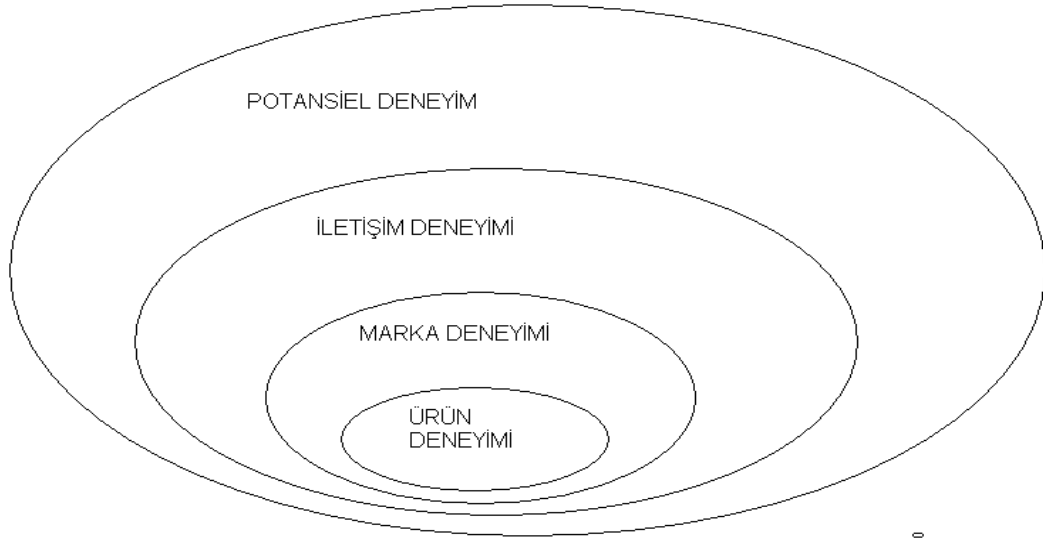 POTANSİEL DENEYİM
İLETİŞİM DENEYİMİ
MARKA DENEYİMİ
ÜRÜN
DENEYİMİ